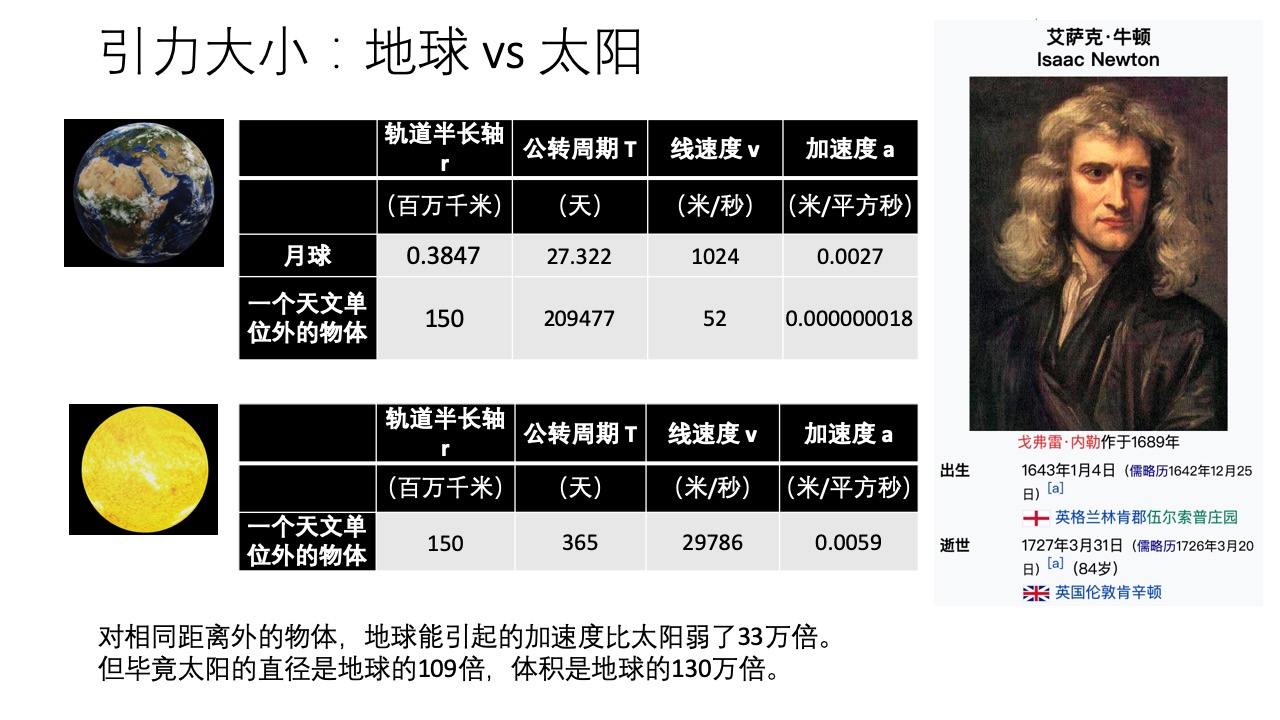 引力大小：地球 vs 太阳
轨道半长轴 r 公转周期 T 线速度 v 加速度 a
（百万千米） （天） （米/秒） （米/平方秒）
月球 0.3847 27.322 1024 0.0027
一个天文单位外的物体 150 209477 52 0.000000018
轨道半长轴 r 公转周期 T 线速度 v 加速度 a
（百万千米） （天） （米/秒） （米/平方秒）
一个天文单位外的物体 150 365 29786 0.0059
对相同距离外的物体，地球能引起的加速度比太阳弱了33万倍。
但毕竟太阳的直径是地球的109倍，体积是地球的130万倍。
艾萨克·牛顿
Isaac Newton
戈弗雷·内勒作于1689年
出生 1643年1月4日（儒略历1642年12月25
日）[a]
英格兰林肯郡伍尔索普庄园
逝世 1727年3月31日（儒略历1726年3月20
日）[a]（84岁）
英国伦敦肯辛顿